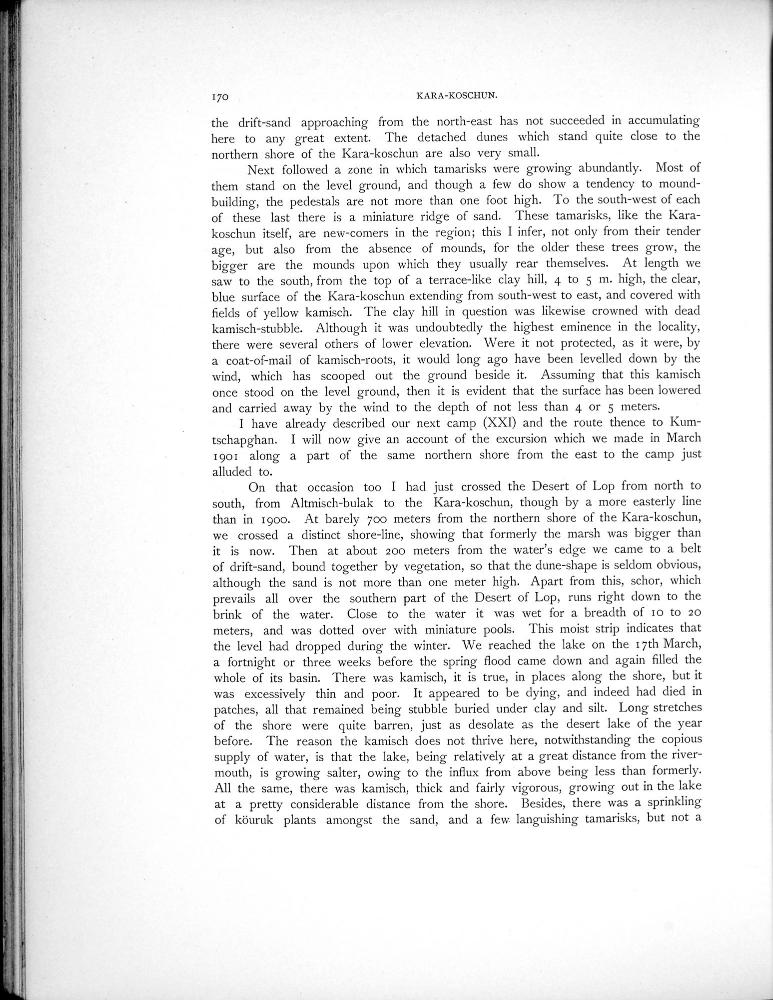 170 KARA-KOSCHUN.
the drift-sand approaching from the north-east has not succeeded in accumulating
here to any great extent. The detached dunes which stand quite close to the
northern shore of the Kara-koschun are also very small.
Next followed a zone in which tamarisks were growing abundantly. Most of
them stand on the level ground, and though a few do show a tendency to mound-
building, the pedestals are not more than one foot high. To the south-west of each
of these last there is a miniature ridge of sand. These tamarisks, like the Kara-
koschun itself, are new-comers in the region; this I infer, not only from their tender
age, but also from the absence of mounds, for the older these trees grow, the
bigger are the mounds upon which they usually rear themselves. At length we
saw to the south, from the top of a terrace-like clay hill, 4 to 5 m. high, the clear,
blue surface of the Kara-koschun extending from south-west to east, and covered with
fields of yellow kamisch. The clay hill in question was likewise crowned with dead
kamisch-stubble. Although it was undoubtedly the highest eminence in the locality,
there were several others of lower elevation. Were it not protected, as it were, by
a coat-of-mail of kamisch-roots, it would long ago have been levelled down by the
wind, which has scooped out the ground beside it. Assuming that this kamisch
once stood on the level ground, then it is evident that the surface has been lowered
and carried away by the wind to the depth of not less than 4 or 5 meters.
I have already described our next camp (XXI) and the route thence to Kum-
tschapghan. I will now give an account of the excursion which we made in March
1901 along a part of the same northern shore from the east to the camp just
alluded to.
On that occasion too I had just crossed the Desert of Lop from north to
south, from Altmisch-bulak to the Kara-koschun, though by a more easterly line
than in 1900. At barely 700 meters from the northern shore of the Kara-koschun,
we crossed a distinct shore-line, showing that formerly the marsh was bigger than
it is now. Then at about 200 meters from the water's edge we came to a belt
of drift-sand, bound together by vegetation, so that the dune-shape is seldom obvious,
although the sand is not more than one meter high. Apart from this, schor, which
prevails all over the southern part of the Desert of Lop, runs right down to the
brink of the water. Close to the water it was wet for a breadth of 10 to 20
meters, and was dotted over with miniature pools. This moist strip indicates that
the level had dropped during the winter. We reached the lake on the 17th March,
a fortnight or three weeks before the spring flood came down and again filled the
whole of its basin. There was kamisch, it is true, in places along the shore, but it
was excessively thin and poor. It appeared to be dying, and indeed had died in
patches, all that remained being stubble buried under clay and silt. Long stretches
of the shore were quite barren, just as desolate as the desert lake of the year
before. The reason the kamisch does not thrive here, notwithstanding the copious
supply of water, is that the lake, being relatively at a great distance from the river-
mouth, is growing salter, owing to the influx from above being less than formerly.
All the same, there was kamisch, thick and fairly vigorous, growing out in the lake
at a pretty considerable distance from the shore. Besides, there was a sprinkling
of köuruk plants amongst the sand, and a few languishing tamarisks, but not a